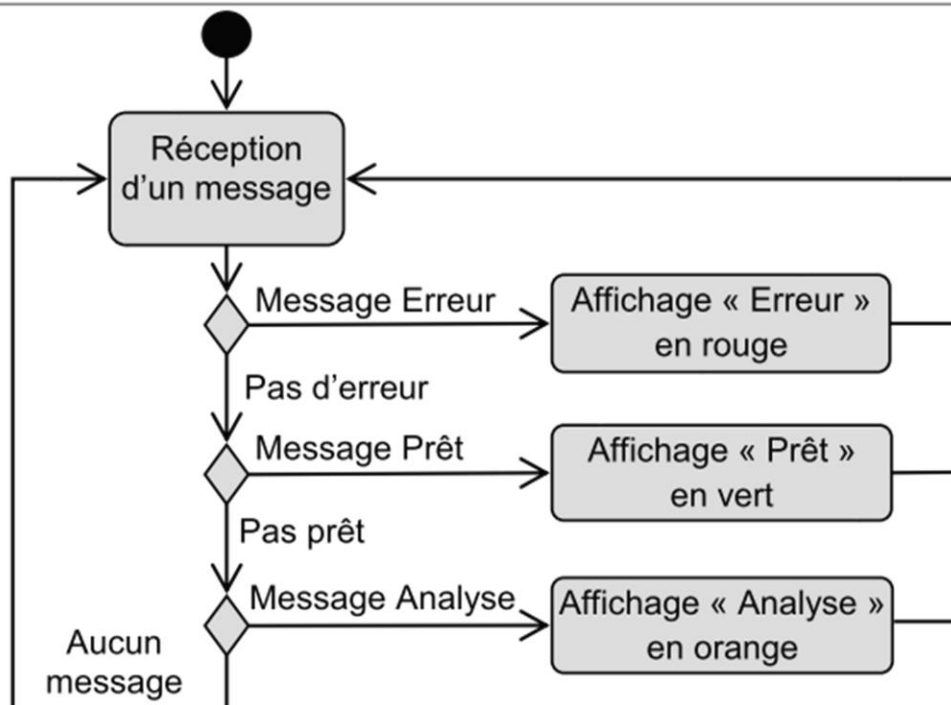 Réception
d’un message
Message Erreur
Affichage « Erreur »
en rouge
Pas d’erreur
Message Prêt
Affichage « Prêt »
en vert
Pas prêt
Message Analyse
Affichage « Analyse »
en orange
Aucun
message